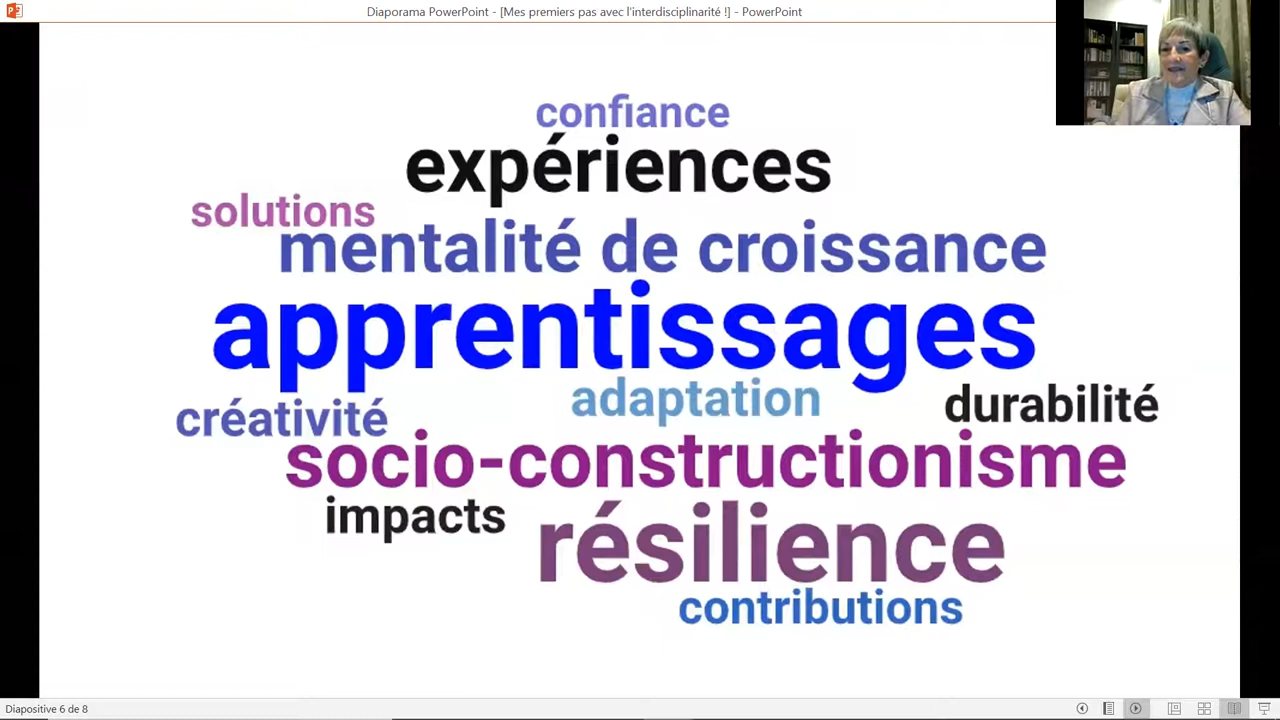 Diaporama PowerPoint - [Mes premiers pas avec l'interdisciplinarité !] - PowerPoint
confiance
expériences
solutions
mentalité de croissance
apprentissages
adaptation
durabilité
créativité
socio-constructionisme
impacts
résilience
contributions
Diapositive 6 de 8